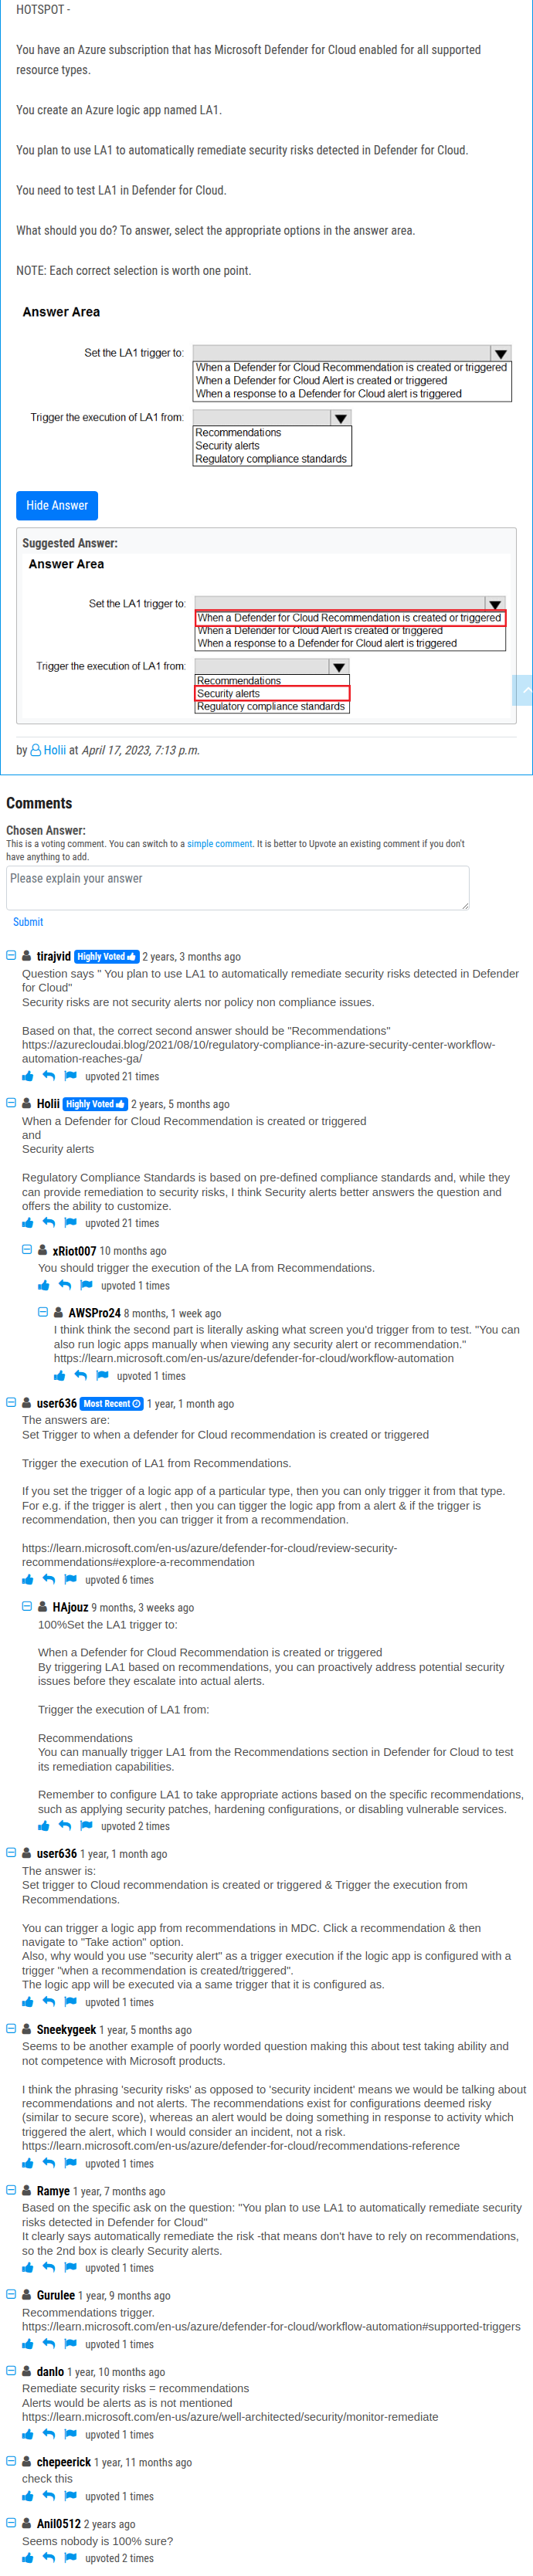 HOTSPOT -
You have an Azure subscription that has Microsoft Defender for Cloud enabled for all supported
resource types.
You create an Azure logic app named LA1.
You plan to use LA1 to automatically remediate security risks detected in Defender for Cloud.
You need to test LA1 in Defender for Cloud.
What should you do? To answer, select the appropriate options in the answer area.
NOTE: Each correct selection is worth one point.
Answer Area
Set the LA1 trigger to:
When a Defender for Cloud Recommendation is created or triggered
When a Defender for Cloud Alert is created or triggered
When a response to a Defender for Cloud alert is triggered
Trigger the execution of LA1 from:
Recommendations
Security alerts
Regulatory compliance standards
Hide Answer
Suggested Answer:
Answer Area
Set the LA1 trigger to:
When a Defender for Cloud Recommendation is created or triggered
When a Defender for Cloud Alert is created or triggered
When a response to a Defender for Cloud alert is triggered
Trigger the execution of LA1 from:
Recommendations
Security alerts
Regulatory compliance standards
by Holii at April 17, 2023, 7:13 p.m.
Comments
Chosen Answer:
This is a voting comment. You can switch to a simple comment. It is better to Upvote an existing comment if you don't
have anything to add.
Please explain your answer
Submit
tirajvid Highly Voted 2 years, 3 months ago
Question says " You plan to use LA1 to automatically remediate security risks detected in Defender
for Cloud"
Security risks are not security alerts nor policy non compliance issues.
Based on that, the correct second answer should be "Recommendations"
https://azurecloudai.blog/2021/08/10/regulatory-compliance-in-azure-security-center-workflow-
automation-reaches-ga/
upvoted 21 times
Holii Highly Voted 2 years, 5 months ago
When a Defender for Cloud Recommendation is created or triggered
and
Security alerts
Regulatory Compliance Standards is based on pre-defined compliance standards and, while they
can provide remediation to security risks, I think Security alerts better answers the question and
offers the ability to customize.
upvoted 21 times
xRiot007 10 months ago
You should trigger the execution of the LA from Recommendations.
upvoted 1 times
AWSPro24 8 months, 1 week ago
I think think the second part is literally asking what screen you'd trigger from to test. "You can
also run logic apps manually when viewing any security alert or recommendation."
https://learn.microsoft.com/en-us/azure/defender-for-cloud/workflow-automation
upvoted 1 times
user636 Most Recent 1 year, 1 month ago
The answers are:
Set Trigger to when a defender for Cloud recommendation is created or triggered
Trigger the execution of LA1 from Recommendations.
If you set the trigger of a logic app of a particular type, then you can only trigger it from that type.
For e.g. if the trigger is alert , then you can tigger the logic app from a alert & if the trigger is
recommendation, then you can trigger it from a recommendation.
https://learn.microsoft.com/en-us/azure/defender-for-cloud/review-security-
recommendations#explore-a-recommendation
upvoted 6 times
HAjouz 9 months, 3 weeks ago
100%Set the LA1 trigger to:
When a Defender for Cloud Recommendation is created or triggered
By triggering LA1 based on recommendations, you can proactively address potential security
issues before they escalate into actual alerts.
Trigger the execution of LA1 from:
Recommendations
You can manually trigger LA1 from the Recommendations section in Defender for Cloud to test
its remediation capabilities.
Remember to configure LA1 to take appropriate actions based on the specific recommendations,
such as applying security patches, hardening configurations, or disabling vulnerable services.
upvoted 2 times
user636 1 year, 1 month ago
The answer is:
Set trigger to Cloud recommendation is created or triggered & Trigger the execution from
Recommendations.
You can trigger a logic app from recommendations in MDC. Click a recommendation & then
navigate to "Take action" option.
Also, why would you use "security alert" as a trigger execution if the logic app is configured with a
trigger "when a recommendation is created/triggered".
The logic app will be executed via a same trigger that it is configured as.
upvoted 1 times
Sneekygeek 1 year, 5 months ago
Seems to be another example of poorly worded question making this about test taking ability and
not competence with Microsoft products.
I think the phrasing 'security risks' as opposed to 'security incident' means we would be talking about
recommendations and not alerts. The recommendations exist for configurations deemed risky
(similar to secure score), whereas an alert would be doing something in response to activity which
triggered the alert, which I would consider an incident, not a risk.
https://learn.microsoft.com/en-us/azure/defender-for-cloud/recommendations-reference
upvoted 1 times
Ramye 1 year, 7 months ago
Based on the specific ask on the question: "You plan to use LA1 to automatically remediate security
risks detected in Defender for Cloud"
It clearly says automatically remediate the risk -that means don't have to rely on recommendations,
so the 2nd box is clearly Security alerts.
upvoted 1 times
Gurulee 1 year, 9 months ago
Recommendations trigger.
https://learn.microsoft.com/en-us/azure/defender-for-cloud/workflow-automation#supported-triggers
upvoted 1 times
danlo 1 year, 10 months ago
Remediate security risks = recommendations
Alerts would be alerts as is not mentioned
https://learn.microsoft.com/en-us/azure/well-architected/security/monitor-remediate
upvoted 1 times
chepeerick 1 year, 11 months ago
check this
upvoted 1 times
Anil0512 2 years ago
Seems nobody is 100% sure?
upvoted 2 times